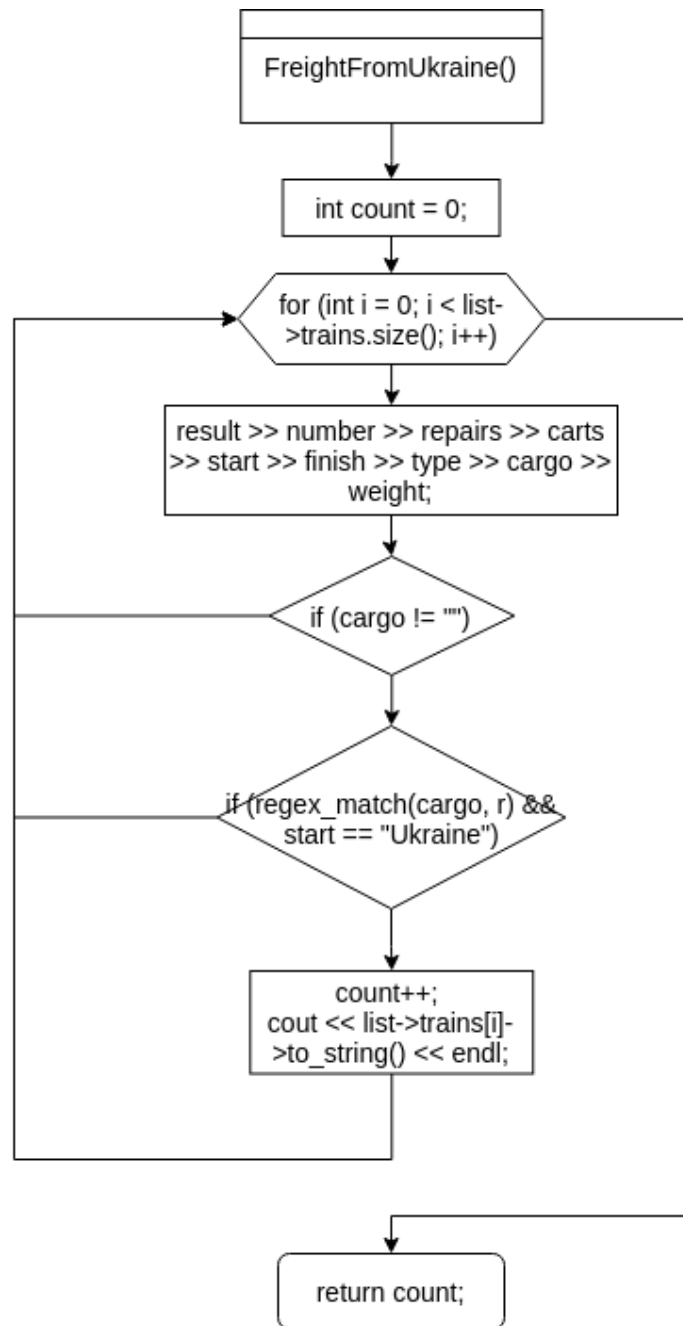 FreightFromUkraine()
int count = 0;
for (int i = 0; i < list-
>trains.size(); i++)
result >> number >> repairs >> carts
>> start >> finish >> type >> cargo >>
weight;
if (cargo != "")
if (regex_match(cargo, r) &&
start == "Ukraine")
count++;
cout << list->trains[i]-
>to_string() << endl;
return count;